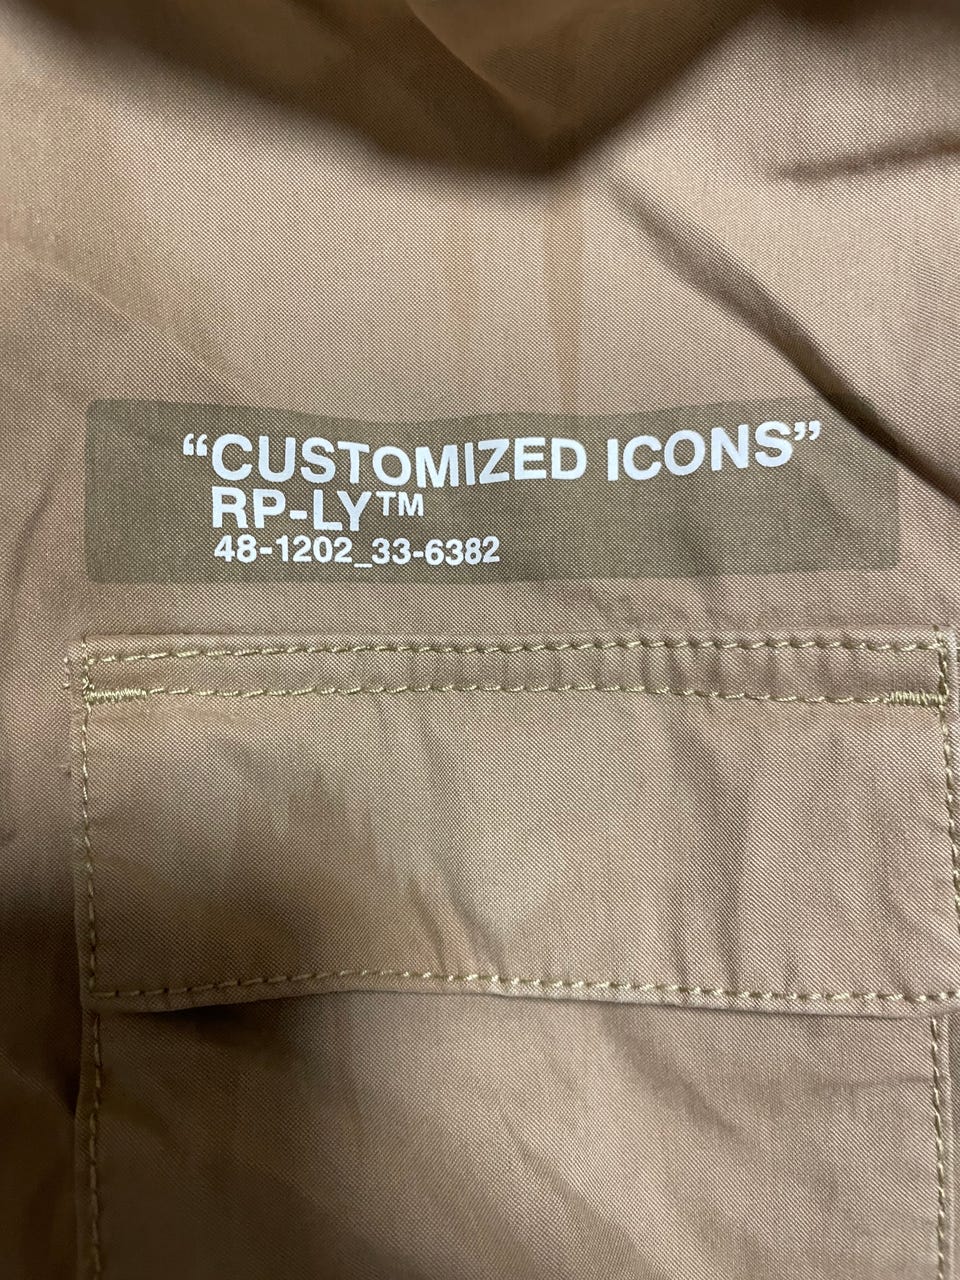 “CUSTOMIZED ICONS”
RP-LY™
48-1202_33-6382